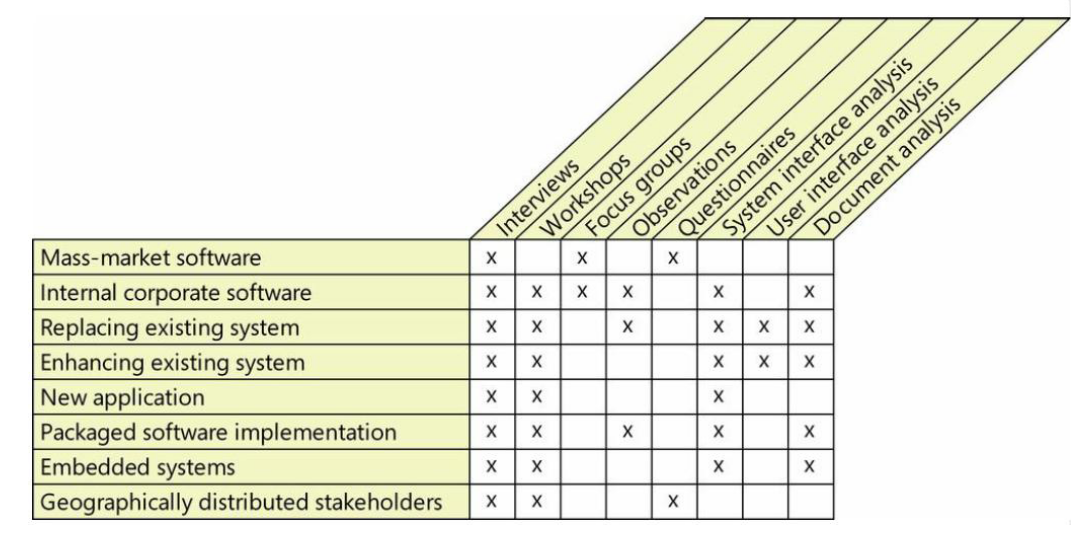 Interviews
Workshops
Focus groups
Observations
Questionnaires
System interface analysis
User interface analysis
Document analysis
Mass-market software x x x
Internal corporate software x x x x x x
Replacing existing system x x x x x x
Enhancing existing system x x x x x
New application x x x
Packaged software implementation x x x x x
Embedded systems x x x x
Geographically distributed stakeholders x x x